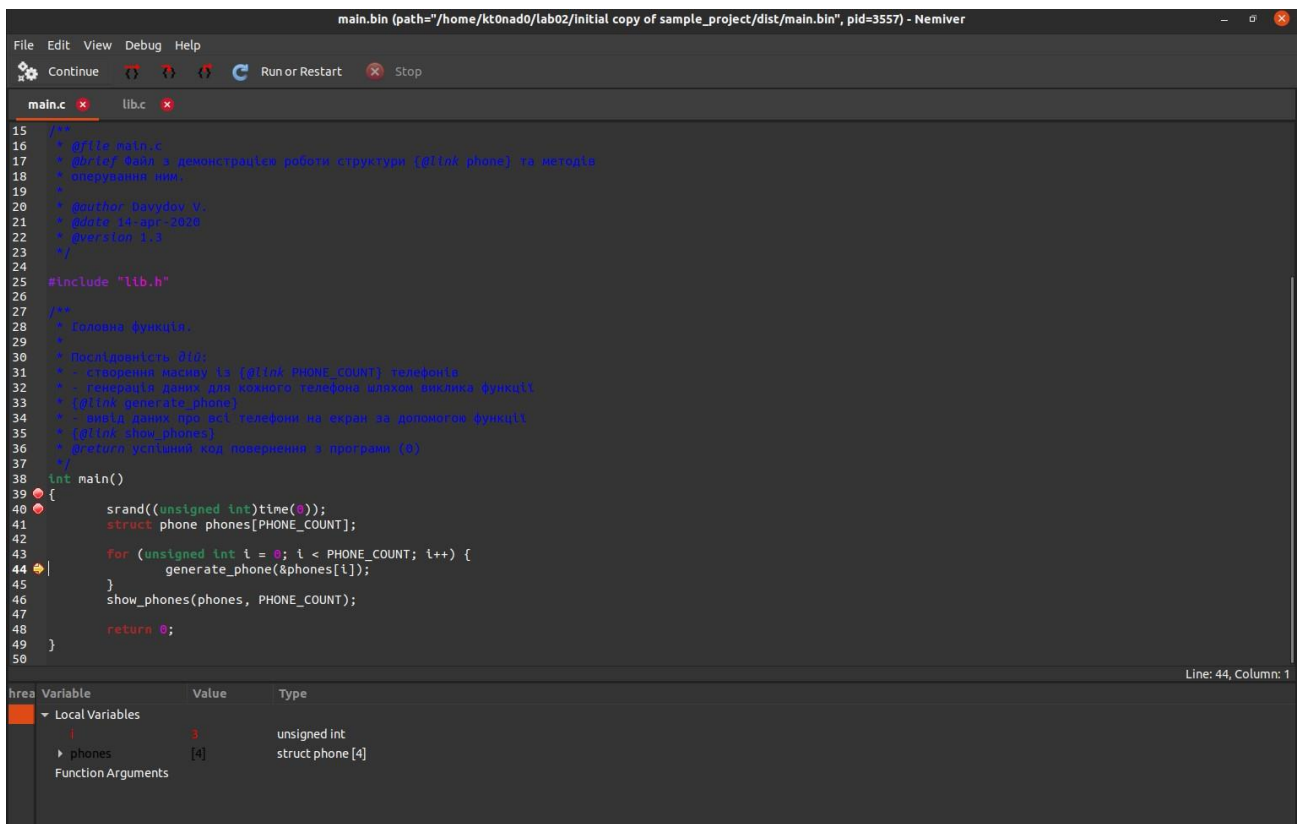 main.bin (path="/home/kt0nad0/lab02/initial copy of sample_project/dist/main.bin", pid=3557) - Nemiver
File Edit View Debug Help
Continue Run or Restart Stop
main.c lib.c
15 /**
16 * @file main.c
17 * @brief Файл з демонстрацією роботи структури {@link phone} та методів
18 * оперування ним.
19 *
20 * @author Davydov V.
21 * @date 14-apr-2020
22 * @version 1.3
23 */
24
25 #include "lib.h"
26
27 /**
28 * Головна функція.
29 *
30 * Послідовність дій:
31 * - створення масиву із {@link PHONE_COUNT} телефонів
32 * - генерація даних для кожного телефона шляхом виклика функції
33 * {@link generate_phone}
34 * - вивід даних про всі телефони на екран за допомогою функції
35 * {@link show_phones}
36 * @return успішний код повернення з програми (0)
37 */
38 int main()
39 {
40 srand((unsigned int)time(0));
41 struct phone phones[PHONE_COUNT];
42
43 for (unsigned int i = 0; i < PHONE_COUNT; i++) {
44 generate_phone(&phones[i]);
45 }
46 show_phones(phones, PHONE_COUNT);
47
48 return 0;
49 }
50
Line: 44, Column: 1
hrea Variable Value Type
Local Variables
i 3 unsigned int
phones [4] struct phone [4]
Function Arguments